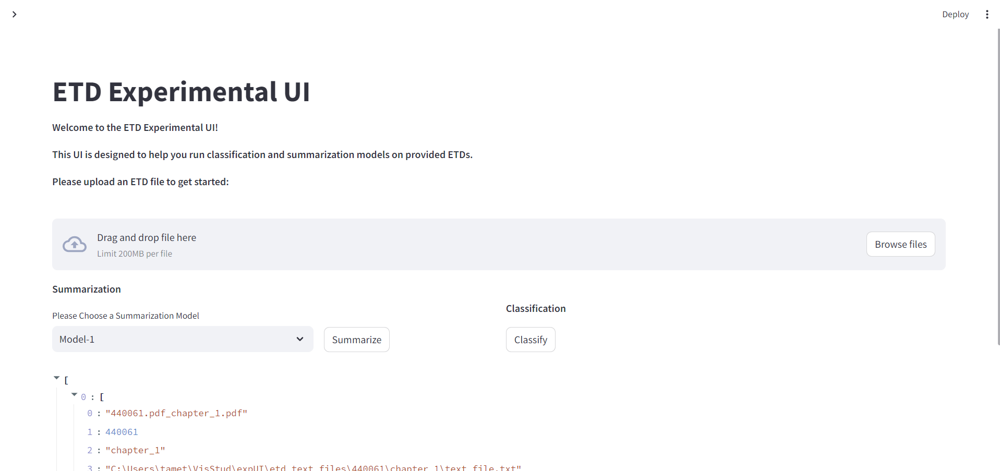 Deploy
ETD Experimental UI
Welcome to the ETD Experimental UI!
This UI is designed to help you run classification and summarization models on provided ETDs.
Please upload an ETD file to get started:
Drag and drop file here
Limit 200MB per file
Browse files
Summarization
Please Choose a Summarization Model
Model-1
Summarize
Classification
Classify
[
0 : [
0 : "440061.pdf_chapter_1.pdf"
1 : 440061
2 : "chapter_1"
3 : "C:\Users\tamet\VisStud\expUI\etd_text_files\440061\chapter_1\text_file.txt"